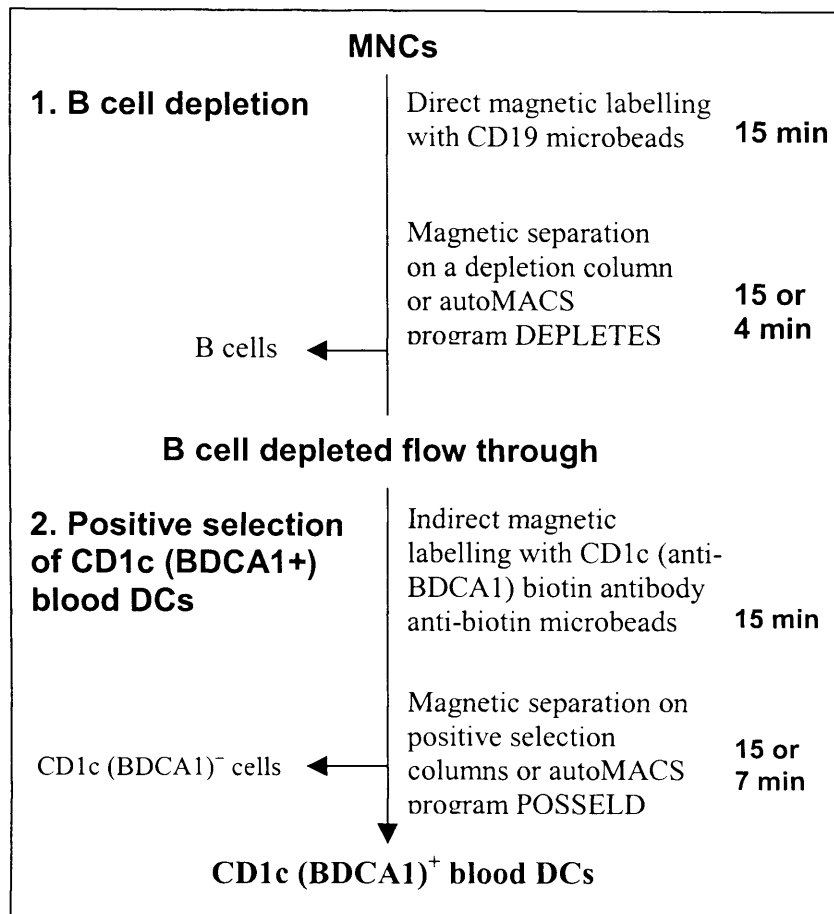 MNCs
1. B cell depletion
Direct magnetic labelling
with CD19 microbeads
15 min
Magnetic separation
on a depletion column
or autoMACS
program DEPLETES
15 or
4 min
B cells
B cell depleted flow through
2. Positive selection
of CD1c (BDCA1+)
blood DCs
Indirect magnetic
labelling with CD1c (anti-
BDCA1) biotin antibody
anti-biotin microbeads
15 min
Magnetic separation on
positive selection
columns or autoMACS
program POSSELD
15 or
7 min
CD1c (BDCA1)⁻ cells
CD1c (BDCA1)⁺ blood DCs